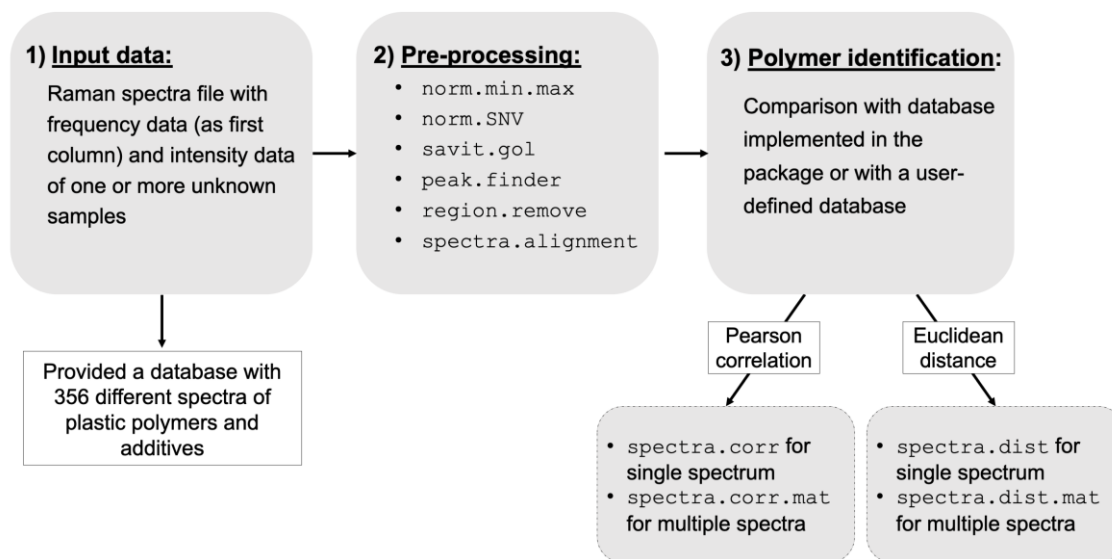 1) Input data:
Raman spectra file with
frequency data (as first
column) and intensity data
of one or more unknown
samples
2) Pre-processing:
• norm.min.max
• norm.SNV
• savit.gol
• peak.finder
• region.remove
• spectra.alignment
3) Polymer identification:
Comparison with database
implemented in the
package or with a user-
defined database
Provided a database with
356 different spectra of
plastic polymers and
additives
Pearson
correlation
Euclidean
distance
• spectra.corr for
single spectrum
• spectra.corr.mat
for multiple spectra
• spectra.dist for
single spectrum
• spectra.dist.mat
for multiple spectra